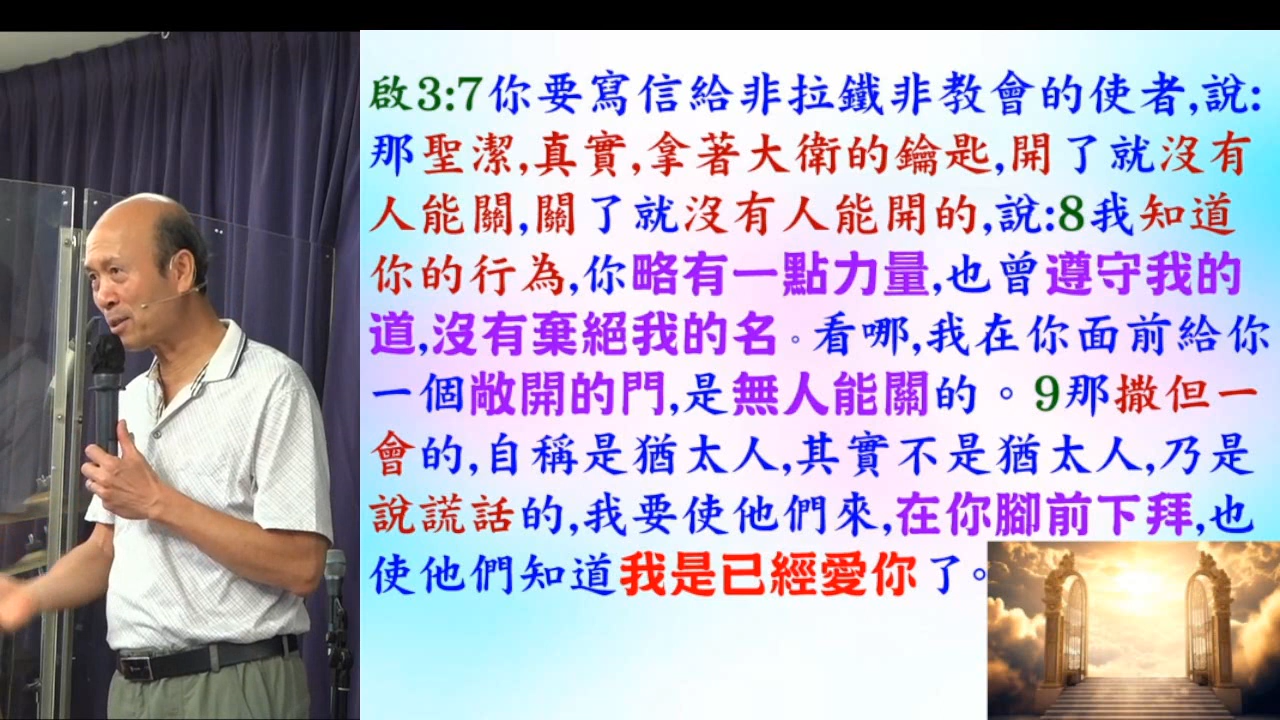 啟3:7你要寫信給非拉鐵非教會的使者,說:
那聖潔,真實,拿著大衛的鑰匙,開了就沒有
人能關,關了就沒有人能開的,說:8我知道
你的行為,你略有一點力量,也曾遵守我的
道,沒有棄絕我的名。看哪,我在你面前給你
一個敞開的門,是無人能關的。9那撒但一
會的,自稱是猶太人,其實不是猶太人,乃是
說謊話的,我要使他們來,在你腳前下拜,也
使他們知道我是已經愛你了。